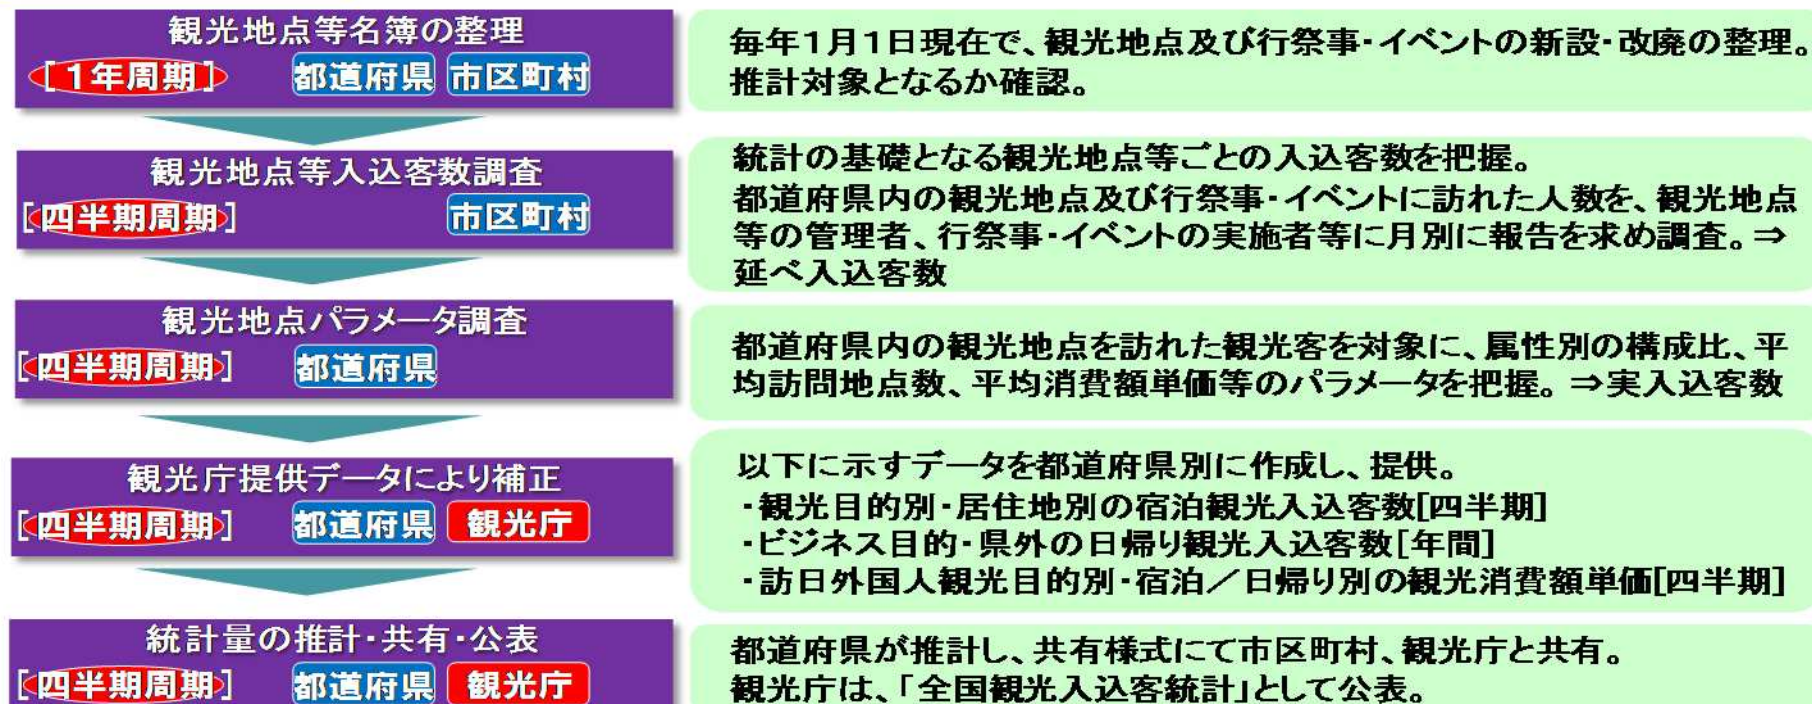 観光地点等名簿の整理
[1年周期] 都道府県 市区町村
毎年1月1日現在で、観光地点及び行祭事・イベントの新設・改廃の整理。
推計対象となるか確認。
観光地点等入込客数調査
[四半期周期] 市区町村
統計の基礎となる観光地点等ごとの入込客数を把握。
都道府県内の観光地点及び行祭事・イベントに訪れた人数を、観光地点
等の管理者、行祭事・イベントの実施者等に月別に報告を求め調査。⇒
延べ入込客数
観光地点パラメータ調査
[四半期周期] 都道府県
都道府県内の観光地点を訪れた観光客を対象に、属性別の構成比、平
均訪問地点数、平均消費額単価等のパラメータを把握。⇒実入込客数
観光庁提供データにより補正
[四半期周期] 都道府県 観光庁
以下に示すデータを都道府県別に作成し、提供。
・観光目的別・居住地別の宿泊観光入込客数[四半期]
・ビジネス目的・県外の日帰り観光入込客数[年間]
・訪日外国人観光目的別・宿泊／日帰り別の観光消費額単価[四半期]
統計量の推計・共有・公表
[四半期周期] 都道府県 観光庁
都道府県が推計し、共有様式にて市区町村、観光庁と共有。
観光庁は、「全国観光入込客統計」として公表。